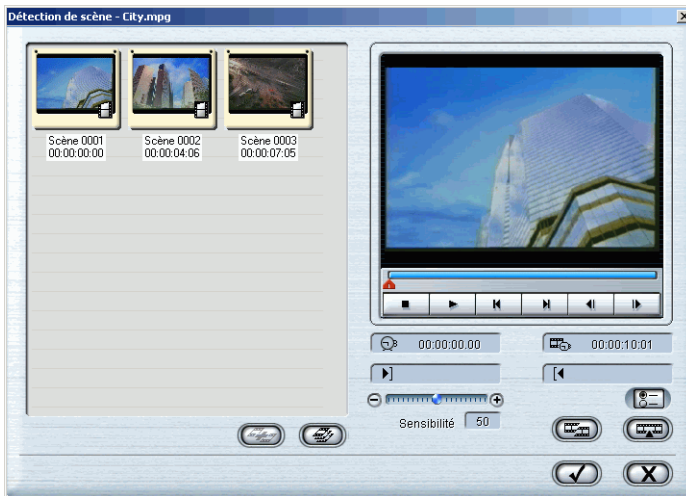 Détection de scène - City.mpg
Scène 0001
00:00:00:00
Scène 0002
00:00:04:06
Scène 0003
00:00:07:05
00:00:00.00
00:00:10:01
Sensibilité 50